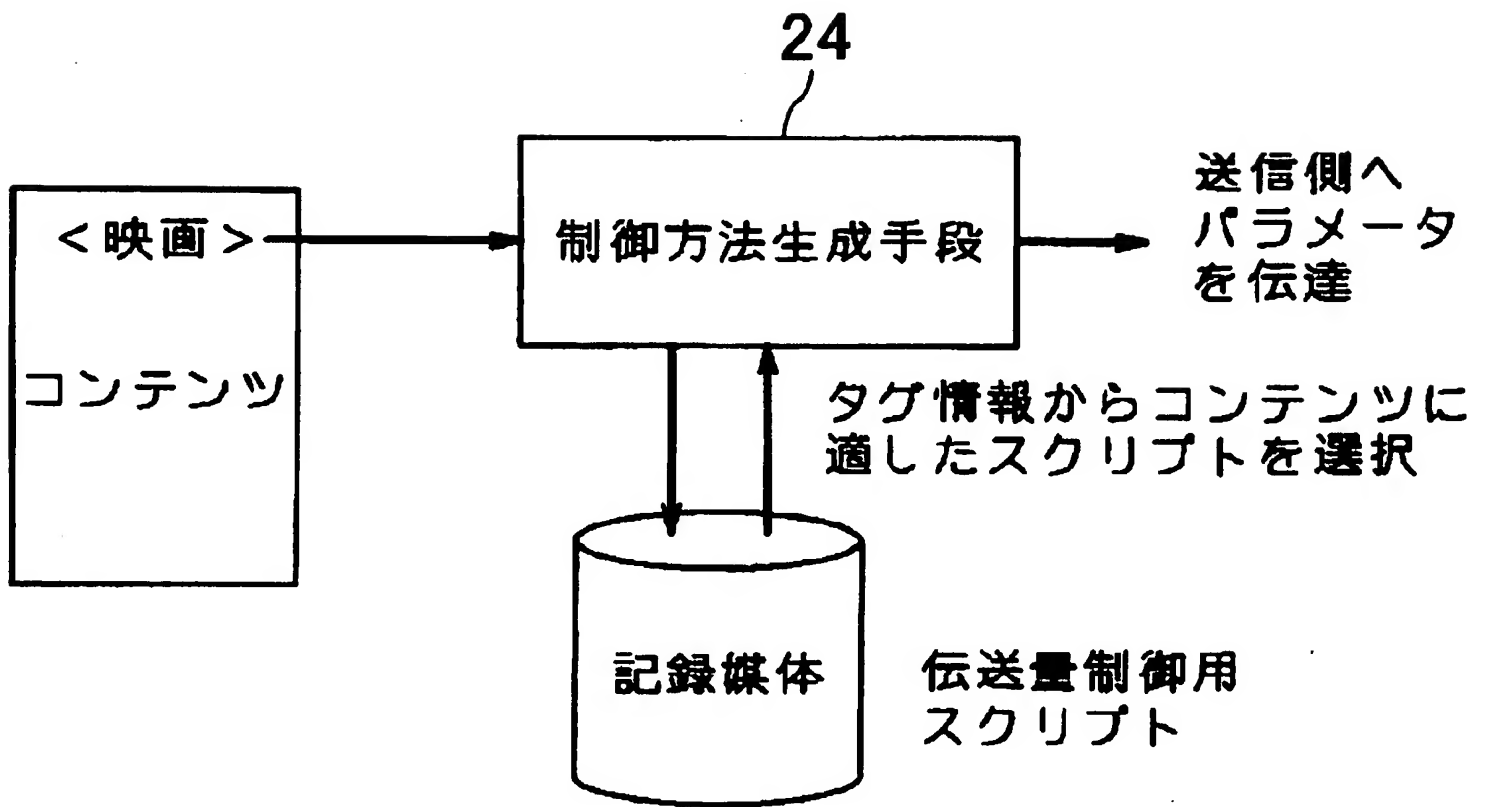 24
<映画>
コンテンツ
制御方法生成手段
送信側へ
パラメータ
を伝達
タグ情報からコンテンツに
適したスクリプトを選択
記録媒体
伝送量制御用
スクリプト